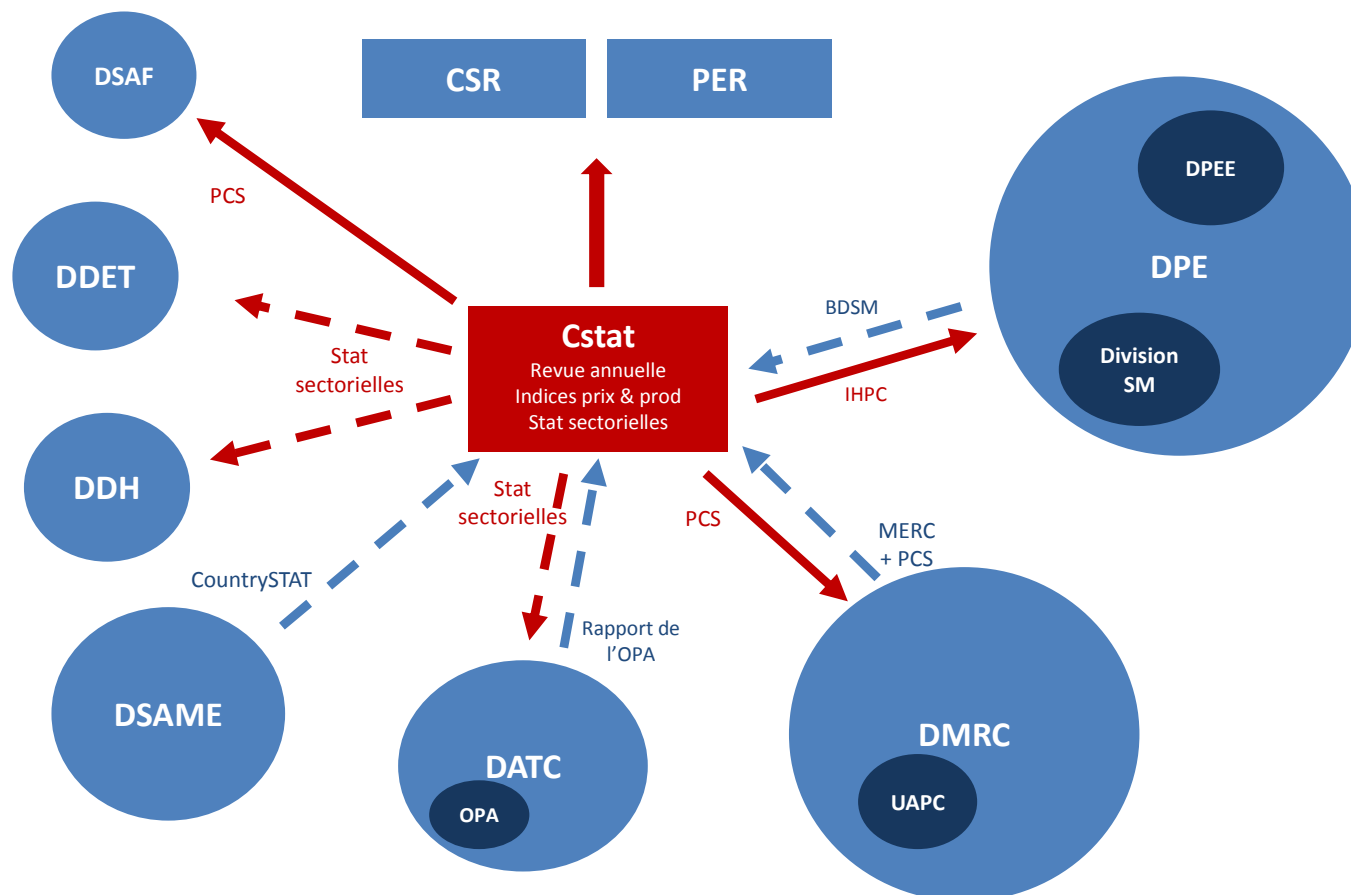 DSAF
CSR
PER
DPEE
PCS
DDET
DPE
BDSM
Cstat
Revue annuelle
Indices prix & prod
Stat sectorielles
Division
SM
Stat
sectorielles
IHPC
DDH
Stat
sectorielles
PCS
MERC
+ PCS
CountrySTAT
Rapport de
l’OPA
DSAME
DATC
OPA
DMRC
UAPC